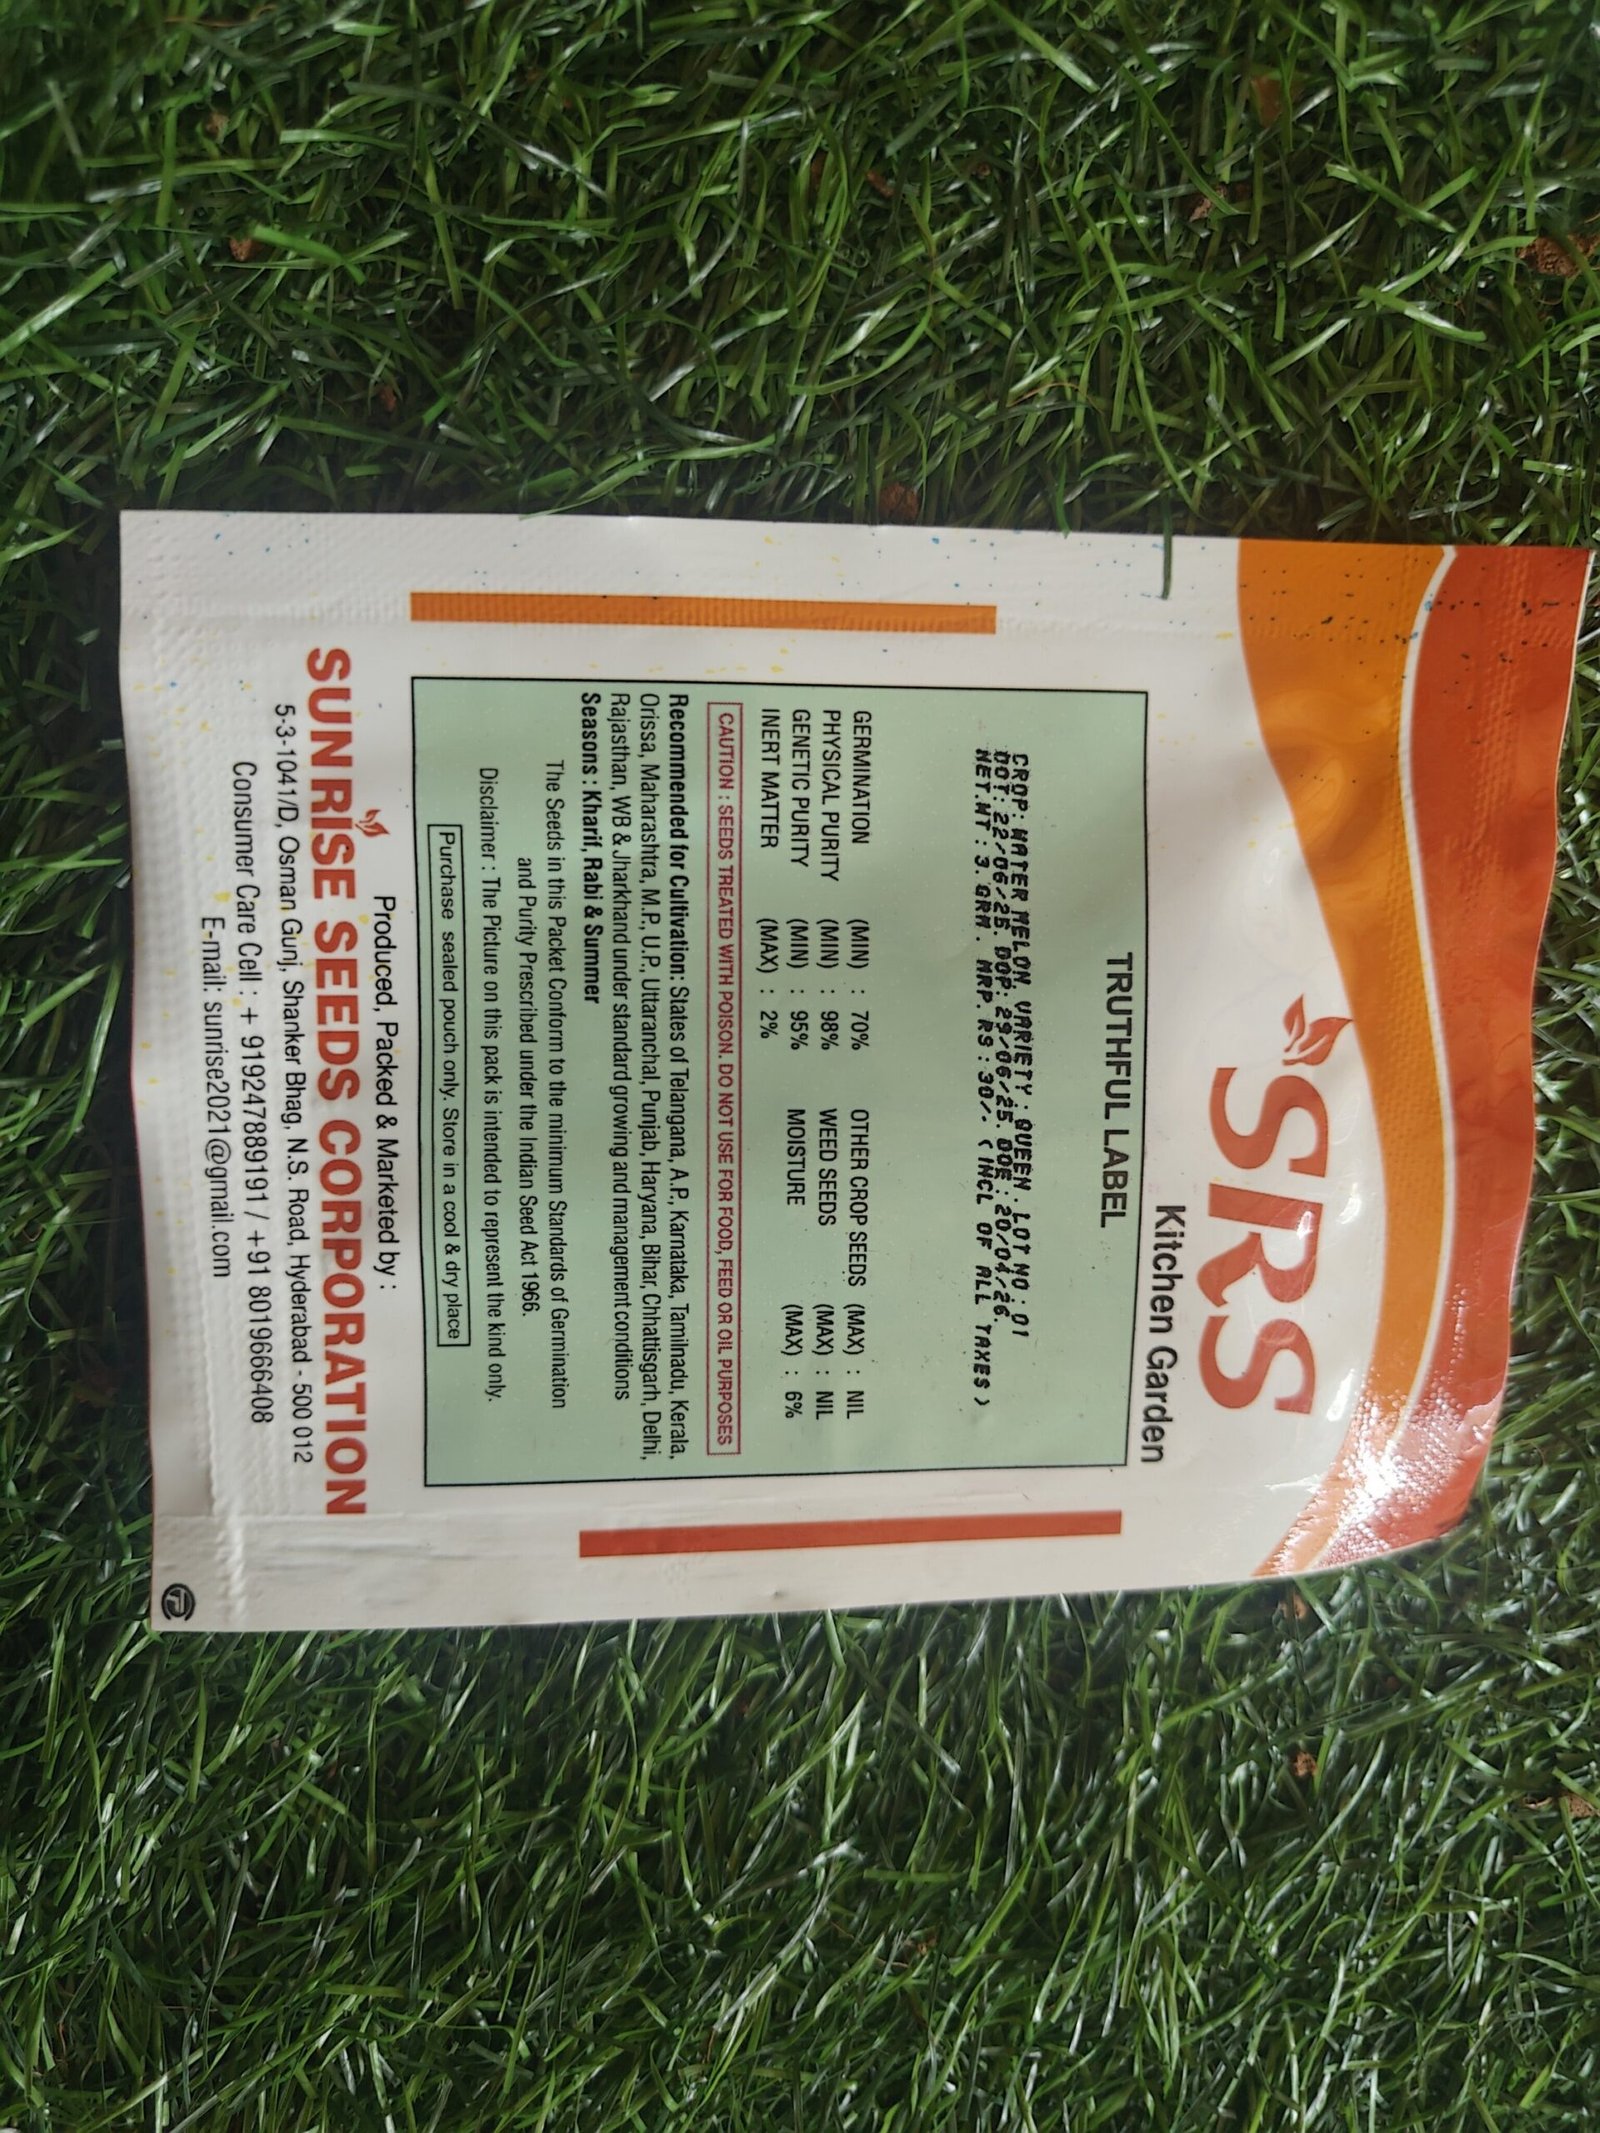 SRS
Kitchen Garden
TRUTHFUL LABEL
CROP: WATER MELON. VARIETY: QUEEN. LOT NO: 01
DOT: 22/06/25. DOP: 29/06/25. DOE: 20/04/26.
NET.WT: 3. GRM. MRP. RS: 30/. ( INCL OF ALL TAXES )
GERMINATION (MIN) : 70% OTHER CROP SEEDS (MAX) : NIL
PHYSICAL PURITY (MIN) : 98% WEED SEEDS (MAX) : NIL
GENETIC PURITY (MIN) : 95% MOISTURE (MAX) : 6%
INERT MATTER (MAX) : 2%
CAUTION : SEEDS TREATED WITH POISON. DO NOT USE FOR FOOD, FEED OR OIL PURPOSES
Recommended for Cultivation: States of Telangana, A.P., Karnataka, Tamilnadu, Kerala,
Orissa, Maharashtra, M.P., U.P., Uttaranchal, Punjab, Haryana, Bihar, Chhattisgarh, Delhi,
Rajasthan, WB & Jharkhand under standard growing and management conditions
Seasons : Kharif, Rabi & Summer
The Seeds in this Packet Conform to the minimum Standards of Germination
and Purity Prescribed under the Indian Seed Act 1966.
Disclaimer : The Picture on this pack is intended to represent the kind only.
Purchase sealed pouch only. Store in a cool & dry place
Produced, Packed & Marketed by :
SUNRISE SEEDS CORPORATION
5-3-1041/D, Osman Gunj, Shanker Bhag, N.S. Road, Hyderabad - 500 012
Consumer Care Cell : + 919247889191 / +91 8019666408
E-mail: sunrise2021@gmail.com